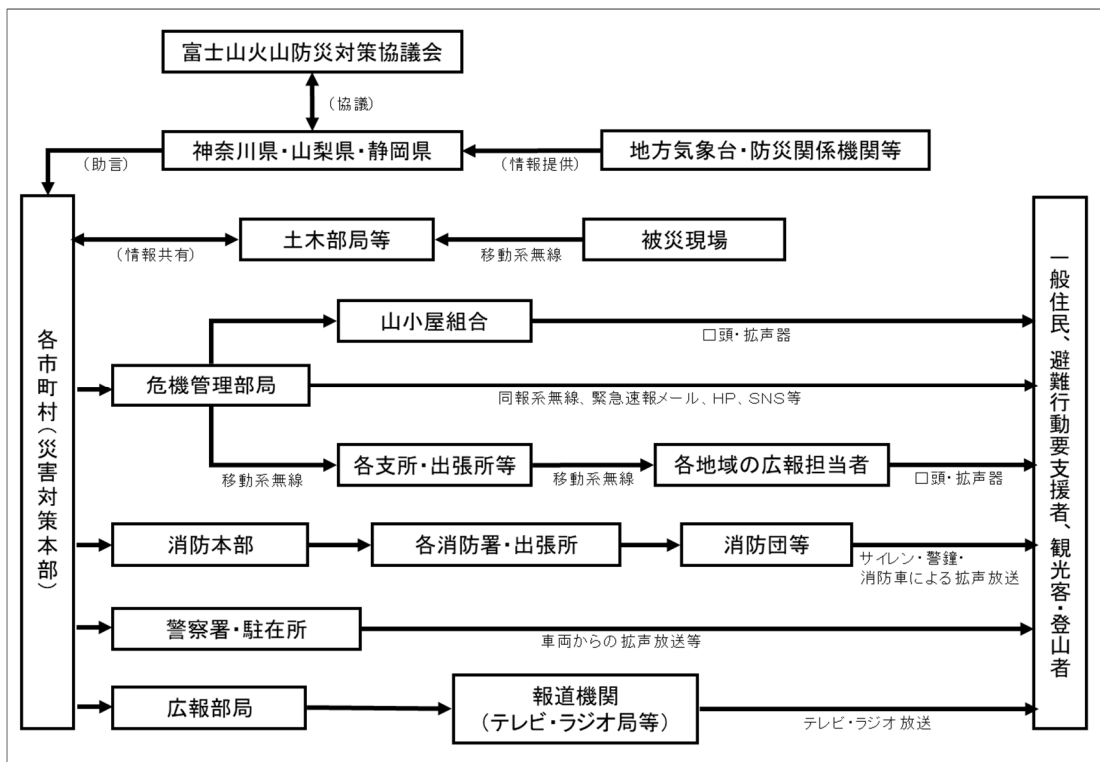 富士山火山防災対策協議会
（協議）
神奈川県・山梨県・静岡県
地方気象台・防災関係機関等
（助言）
（情報提供）
各市町村（災害対策本部）
土木部局等
被災現場
（情報共有）
移動系無線
山小屋組合
口頭・拡声器
危機管理部局
同報系無線、緊急速報メール、HP、SNS等
各支所・出張所等
各地域の広報担当者
移動系無線
移動系無線
口頭・拡声器
消防本部
各消防署・出張所
消防団等
サイレン・警鐘・
消防車による拡声放送
警察署・駐在所
車両からの拡声放送等
広報部局
報道機関
（テレビ・ラジオ局等）
テレビ・ラジオ放送
一般住民、避難行動要支援者、観光客・登山者